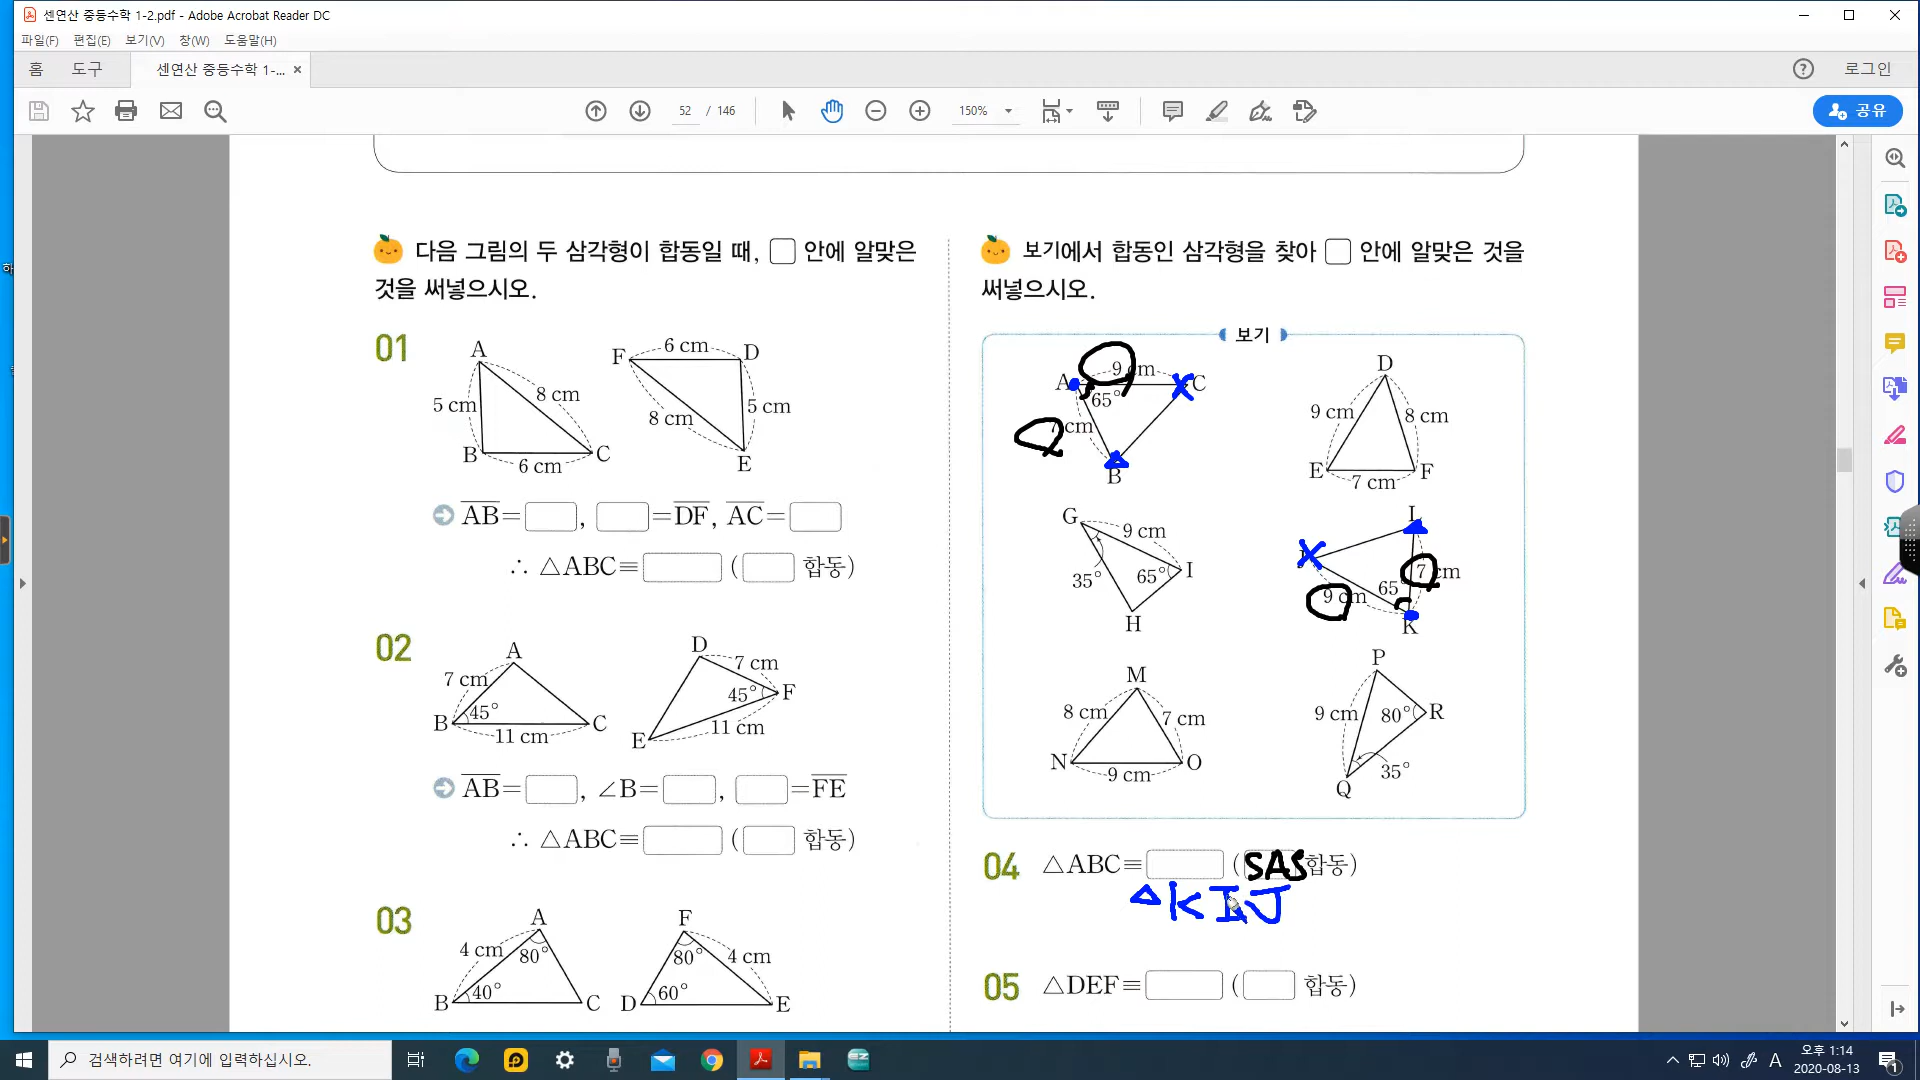 센연산 중등수학 1-2.pdf - Adobe Acrobat Reader DC
파일(F) 편집(E) 보기(V) 창(W) 도움말(H)
홈 도구 센연산 중등수학 1-... × 로그인
52 / 146 150% 공유
다음 그림의 두 삼각형이 합동일 때, □ 안에 알맞은
것을 써넣으시오.
01
A 8 cm 5 cm B 6 cm C
F 6 cm D 8 cm 5 cm E
AB=□, □=DF, AC=□
∴ △ABC≡□ (□ 합동)
02
A 7 cm B 45° C 11 cm
D 7 cm 45° F 11 cm E
AB=□, ∠B=□, □=FE
∴ △ABC≡□ (□ 합동)
03
A 4 cm 80° B 40° C
F 80° 4 cm D 60° E
보기에서 합동인 삼각형을 찾아 □ 안에 알맞은 것을
써넣으시오.
보기
A 9 cm C 65° 7 cm B
D 9 cm 8 cm E 7 cm F
G 9 cm 35° 65° I H
L 7 cm 65° 9 cm K
M 8 cm 7 cm N 9 cm O
P 9 cm 80° R 35° Q
04 △ABC≡□ (SAS 합동)
05 △DEF≡□ (□ 합동)
검색하려면 여기에 입력하십시오.
A 오후 1:14
2020-08-13
1